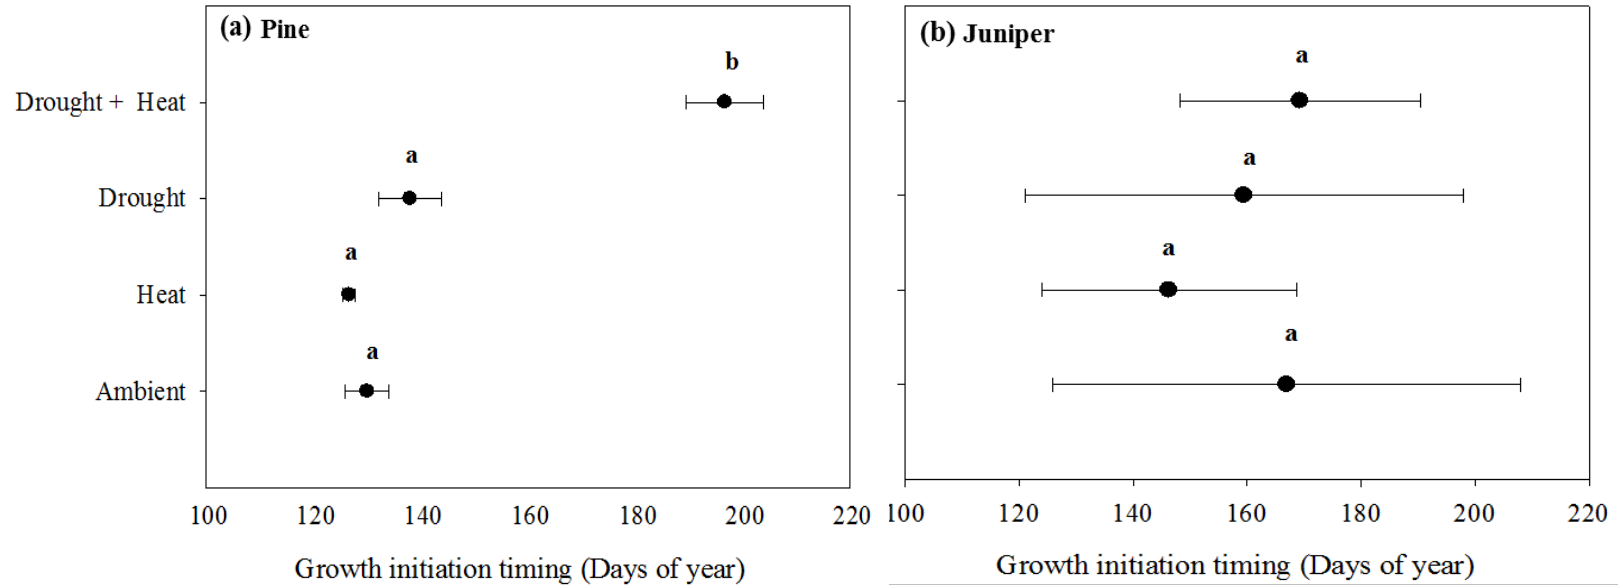 (a) Pine
b
Drought + Heat
a
Drought
a
Heat
a
Ambient
100 120 140 160 180 200 220
Growth initiation timing (Days of year)
(b) Juniper
a
a
a
a
100 120 140 160 180 200 220
Growth initiation timing (Days of year)